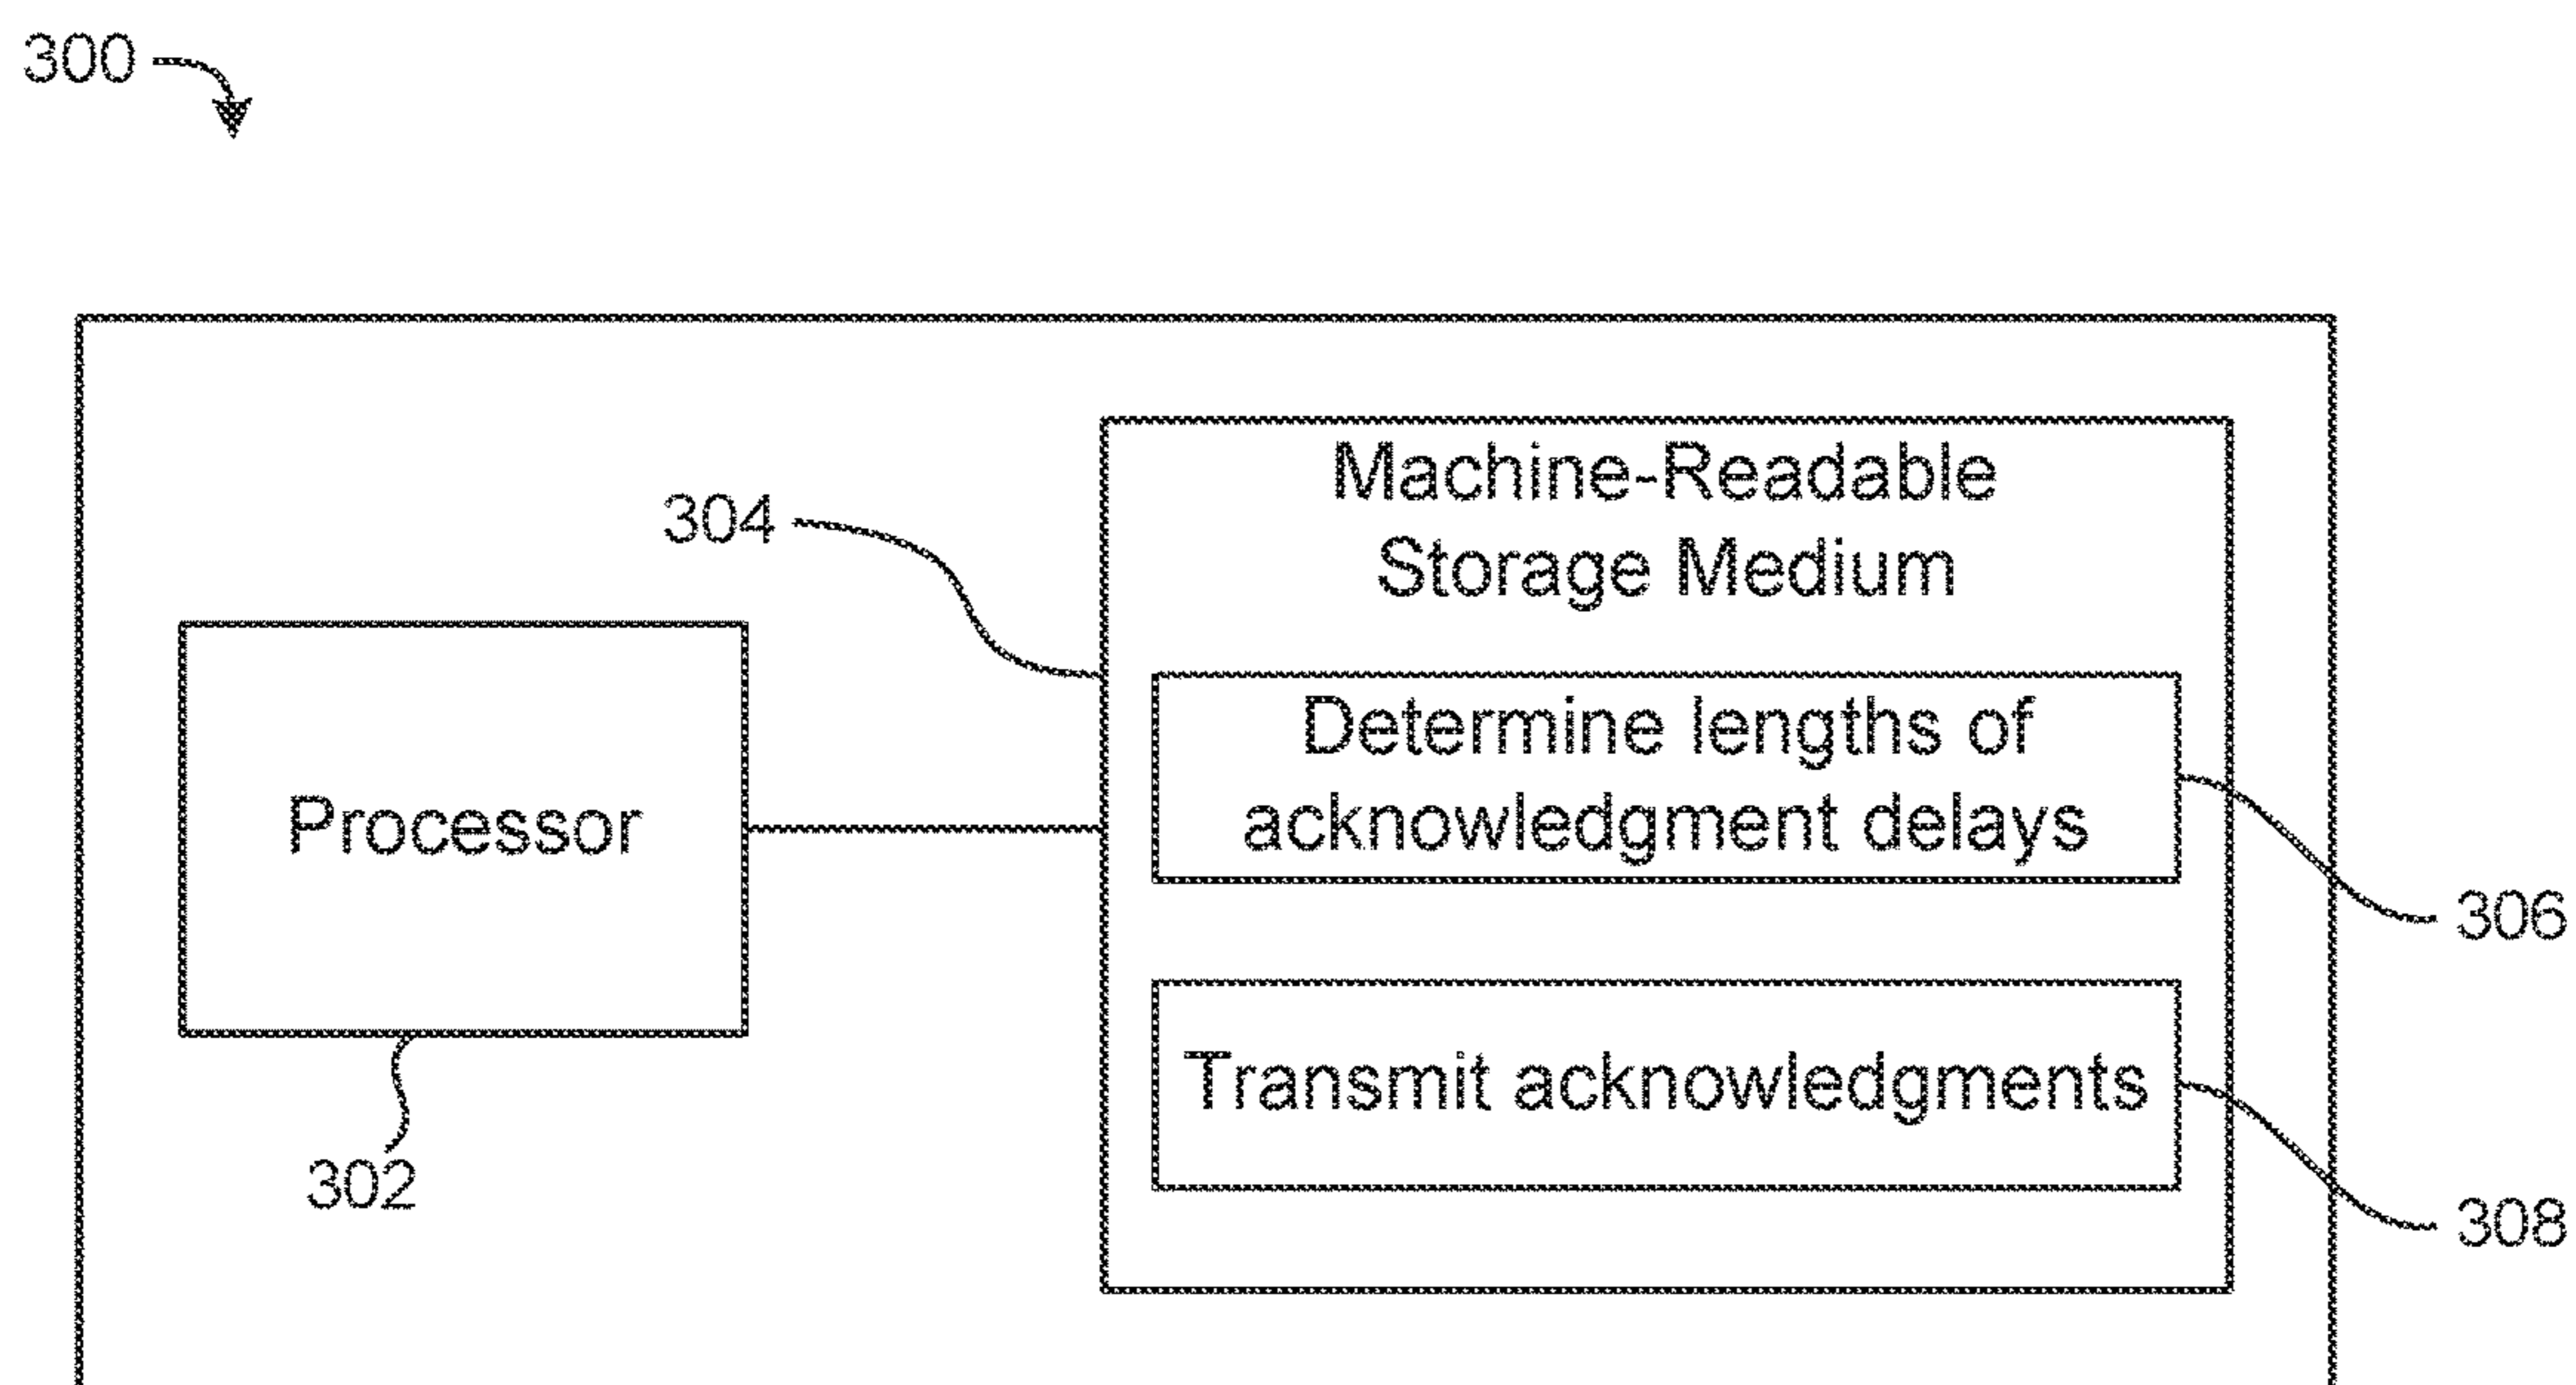 300
Machine-Readable
Storage Medium
304
Determine lengths of
acknowledgment delays
Processor
306
Transmit acknowledgments
302
308